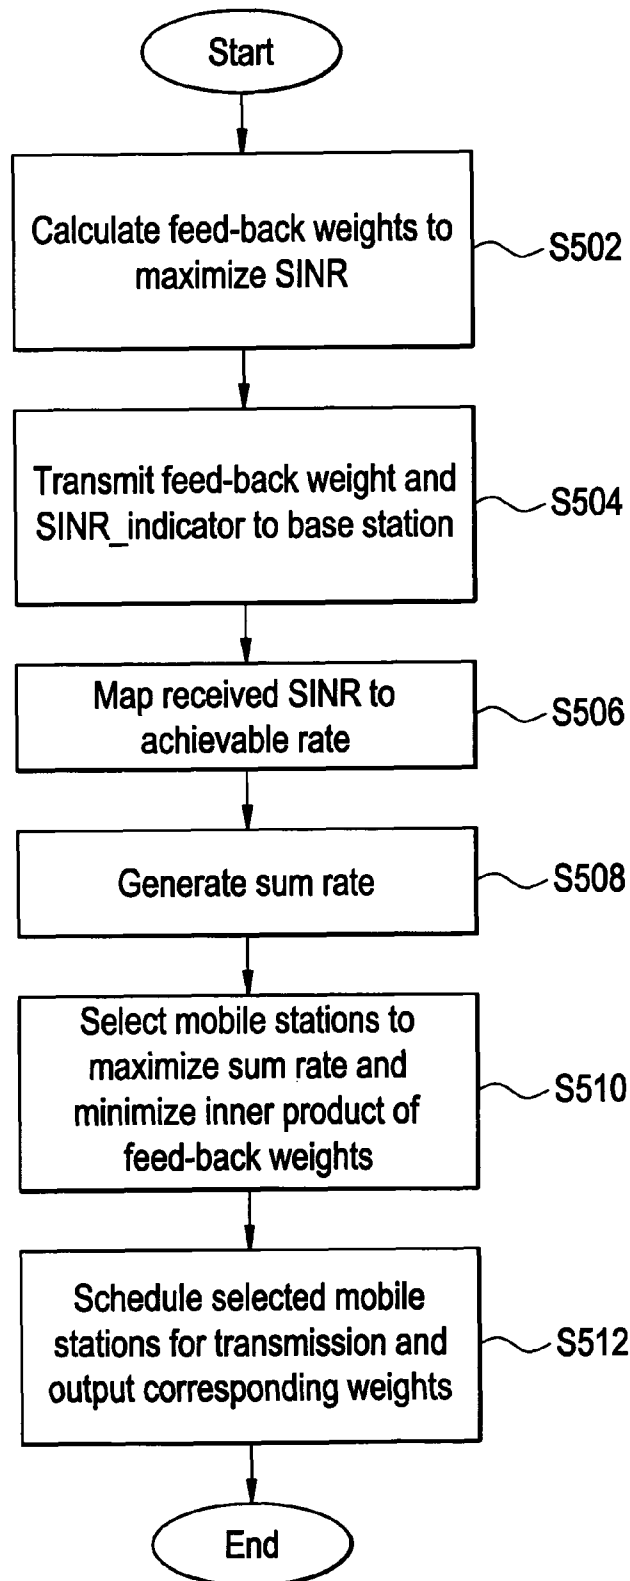 Start
Calculate feed-back weights to
maximize SINR
S502
Transmit feed-back weight and
SINR_indicator to base station
S504
Map received SINR to
achievable rate
S506
Generate sum rate
S508
Select mobile stations to
maximize sum rate and
minimize inner product of
feed-back weights
S510
Schedule selected mobile
stations for transmission and
output corresponding weights
S512
End